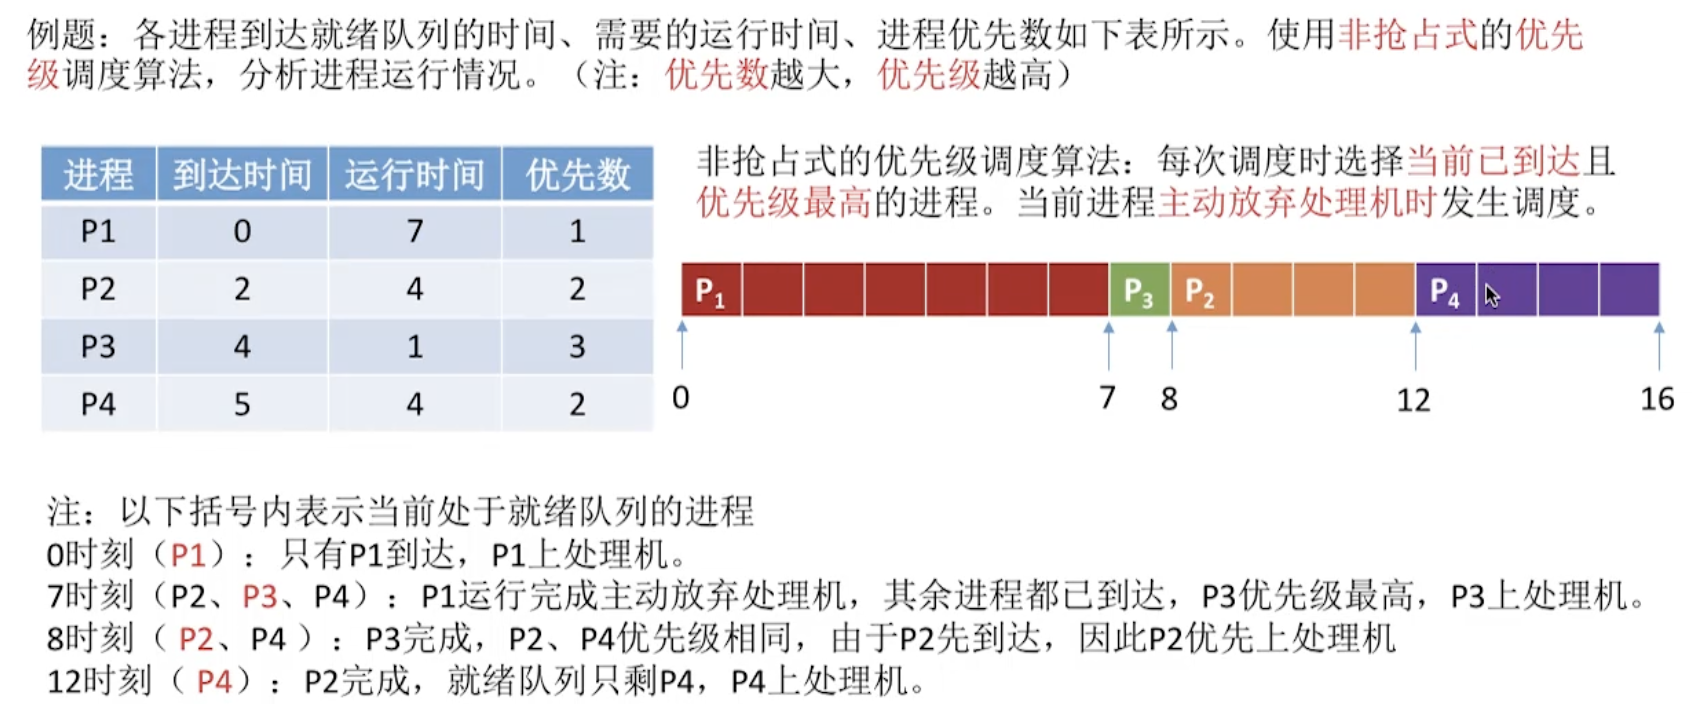 例题：各进程到达就绪队列的时间、需要的运行时间、进程优先数如下表所示。使用非抢占式的优先
级调度算法，分析进程运行情况。（注：优先数越大，优先级越高）
进程 到达时间 运行时间 优先数
P1 0 7 1
P2 2 4 2
P3 4 1 3
P4 5 4 2
非抢占式的优先级调度算法：每次调度时选择当前已到达且
优先级最高的进程。当前进程主动放弃处理机时发生调度。
P1 P3 P2 P4
0 7 8 12 16
注：以下括号内表示当前处于就绪队列的进程
0时刻（P1）：只有P1到达，P1上处理机。
7时刻（P2、P3、P4）：P1运行完成主动放弃处理机，其余进程都已到达，P3优先级最高，P3上处理机。
8时刻（ P2、P4 ）：P3完成，P2、P4优先级相同，由于P2先到达，因此P2优先上处理机
12时刻（ P4）：P2完成，就绪队列只剩P4，P4上处理机。